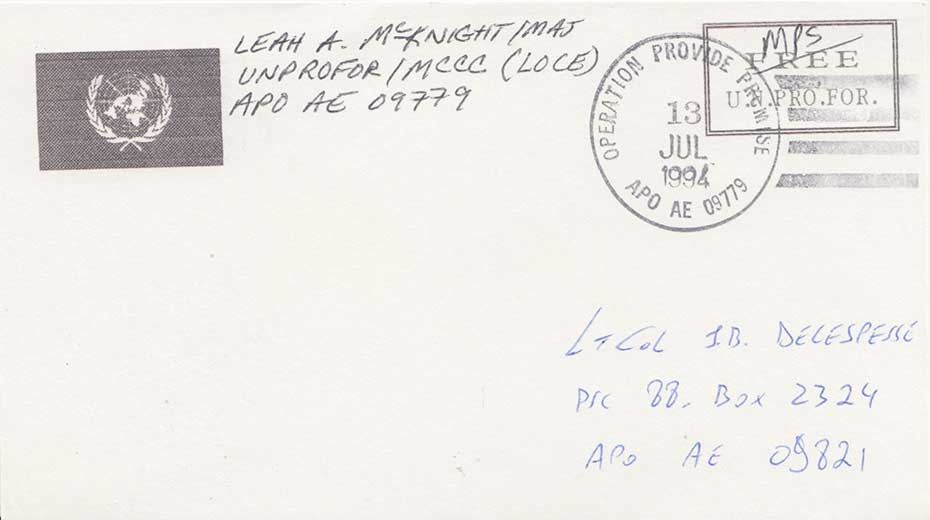 LEAH A. McKNIGHT/MAJ
UNPROFOR/MCCC (LOCE)
APO AE 09779
OPERATION PROVIDE PROMISE
13
JUL
1994
APO AE 09779
MPS
FREE
U.N.PRO.FOR.
LTCOL J.B. DELESPESSE
PSC 88, BOX 2324
APO AE 09821